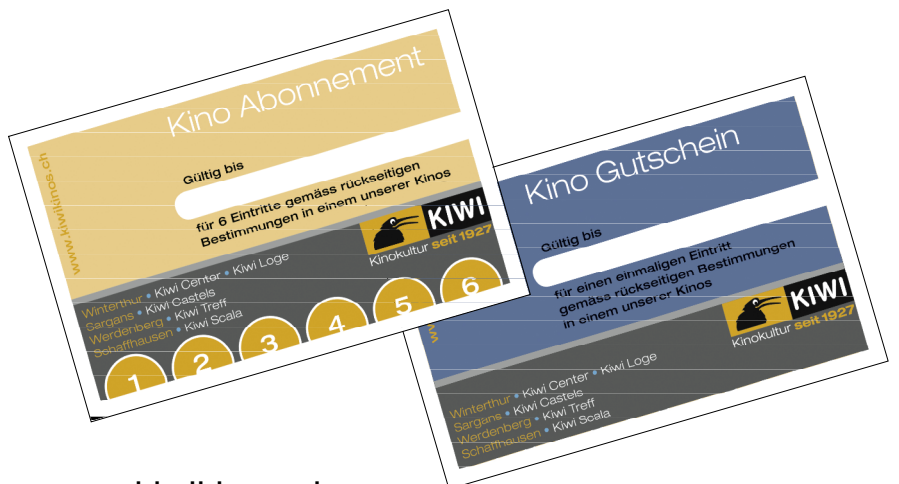 Kino Abonnement
www.kiwikinos.ch
Gültig bis
für 6 Eintritte gemäss rückseitigen
Bestimmungen in einem unserer Kinos
KIWI
Kinokultur seit 1927
Winterthur • Kiwi Center • Kiwi Loge
Sargans • Kiwi Castels
Werdenberg • Kiwi Treff
Schaffhausen • Kiwi Scala
1 2 3 4 5 6
Kino Gutschein
Gültig bis
für einen einmaligen Eintritt
gemäss rückseitigen Bestimmungen
in einem unserer Kinos
KIWI
Kinokultur seit 1927
Winterthur • Kiwi Center • Kiwi Loge
Sargans • Kiwi Castels
Werdenberg • Kiwi Treff
Schaffhausen • Kiwi Scala